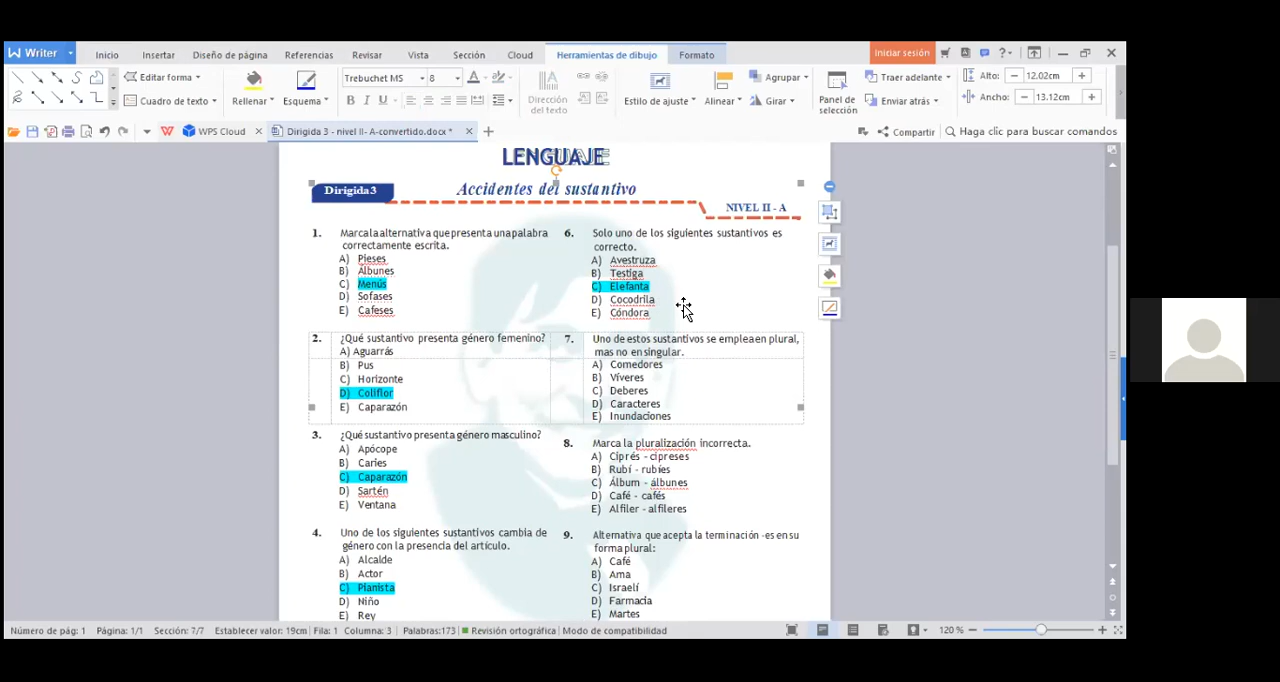 Writer
Inicio
Insertar
Diseño de página
Referencias
Revisar
Vista
Sección
Cloud
Herramientas de dibujo
Formato
Iniciar sesión
Editar forma
Cuadro de texto
Rellenar
Esquema
Trebuchet MS
8
Dirección del texto
Estilo de ajuste
Alinear
Agrupar
Girar
Panel de selección
Traer adelante
Enviar atrás
Alto: 12.02cm
Ancho: 13.12cm
WPS Cloud
Dirigida 3 - nivel II- A-convertido.docx *
Compartir
Haga clic para buscar comandos
LENGUAJE
Dirigida 3
Accidentes del sustantivo
NIVEL II - A
1. Marca la alternativa que presenta una palabra
correctamente escrita.
A) Pieses
B) Álbunes
C) Menús
D) Sofases
E) Cafeses
2. ¿Qué sustantivo presenta género femenino?
A) Aguarrás
B) Pus
C) Horizonte
D) Coliflor
E) Caparazón
3. ¿Qué sustantivo presenta género masculino?
A) Apócope
B) Caries
C) Caparazón
D) Sartén
E) Ventana
4. Uno de los siguientes sustantivos cambia de
género con la presencia del artículo.
A) Alcalde
B) Actor
C) Pianista
D) Niño
E) Rey
6. Solo uno de los siguientes sustantivos es
correcto.
A) Avestruza
B) Testiga
C) Elefanta
D) Cocodrila
E) Cóndora
7. Uno de estos sustantivos se emplea en plural,
mas no en singular.
A) Comedores
B) Víveres
C) Deberes
D) Caracteres
E) Inundaciones
8. Marca la pluralización incorrecta.
A) Ciprés - cipreses
B) Rubí - rubíes
C) Álbum - álbunes
D) Café - cafés
E) Alfiler - alfileres
9. Alternativa que acepta la terminación -es en su
forma plural:
A) Café
B) Ama
C) Israelí
D) Farmacia
E) Martes
Número de pág: 1
Página: 1/1
Sección: 7/7
Establecer valor: 19cm
Fila: 1
Columna: 3
Palabras:173
Revisión ortográfica
Modo de compatibilidad
120 %